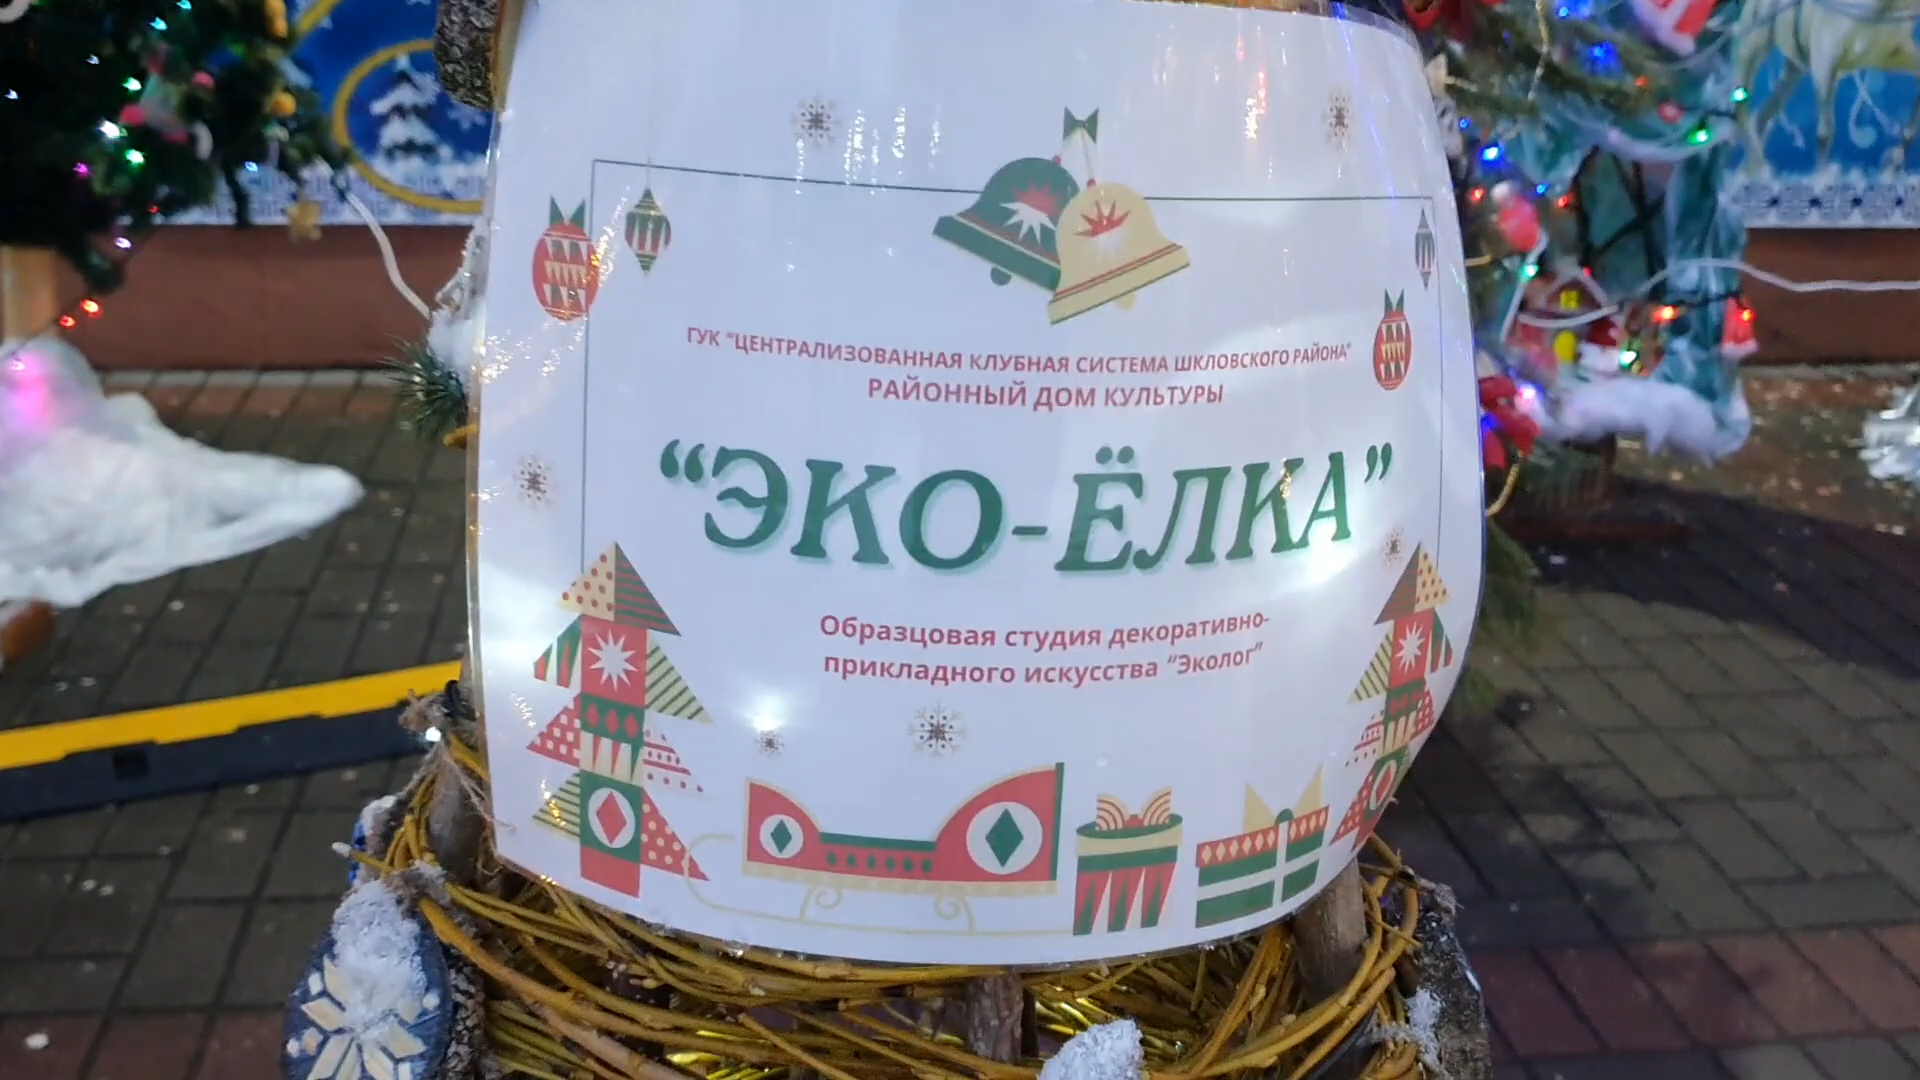 ГУК “ЦЕНТРАЛИЗОВАННАЯ КЛУБНАЯ СИСТЕМА ШКЛОВСКОГО РАЙОНА”
РАЙОННЫЙ ДОМ КУЛЬТУРЫ
“ЭКО-ЁЛКА”
Образцовая студия декоративно-
прикладного искусства “Эколог”